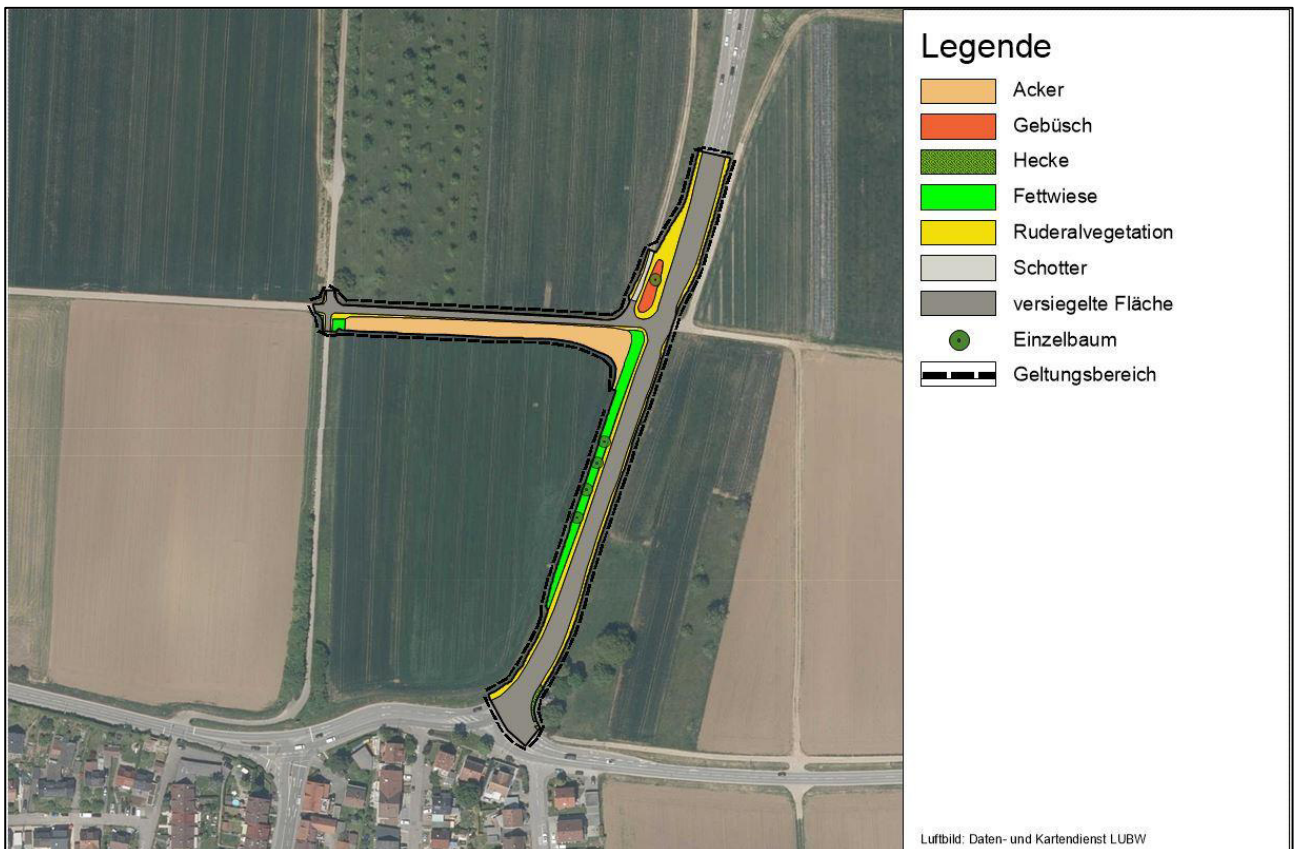 Legende
Acker
Gebüsch
Hecke
Fettwiese
Ruderalvegetation
Schotter
versiegelte Fläche
Einzelbaum
Geltungsbereich
Luftbild: Daten- und Kartendienst LUBW